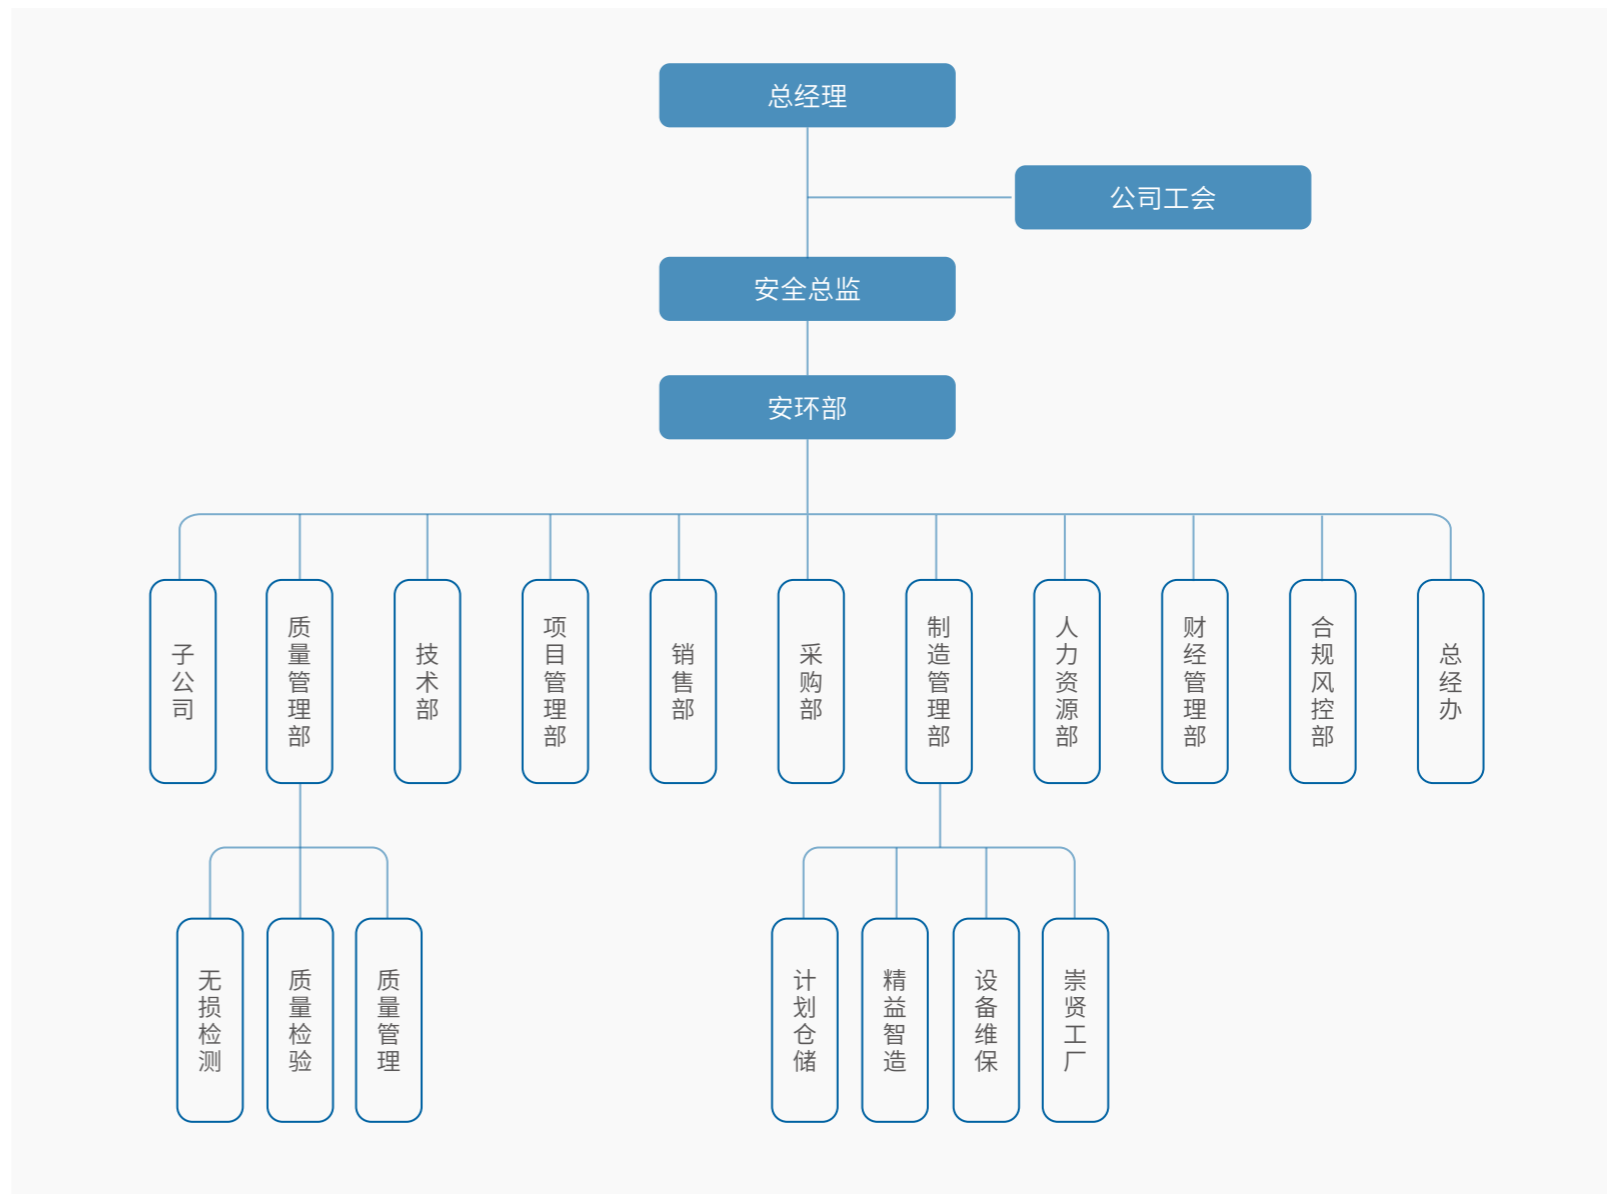 总经理
公司工会
安全总监
安环部
子公司
质量管理部
技术部
项目管理部
销售部
采购部
制造管理部
人力资源部
财经管理部
合规风控部
总经办
无损检测
质量检验
质量管理
计划仓储
精益智造
设备维保
崇贤工厂